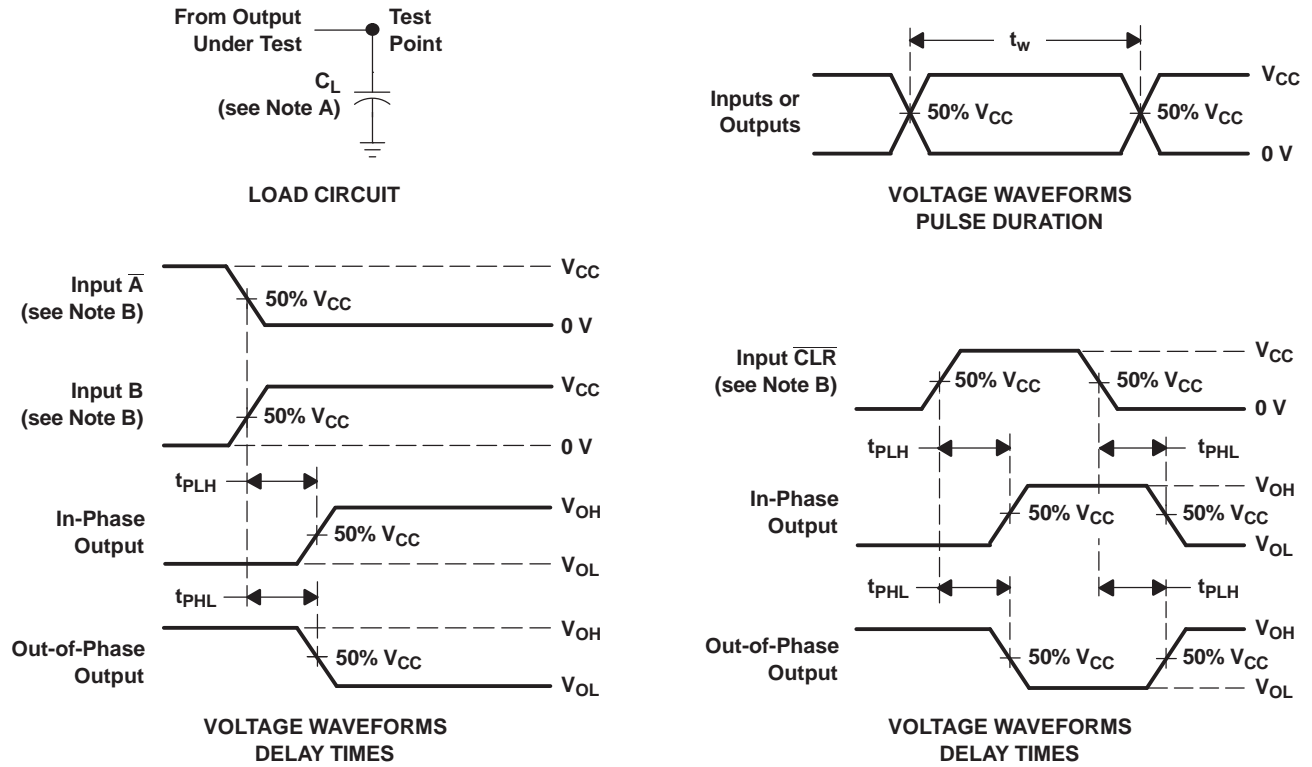 From Output
Under Test
Test
Point
C_L
(see Note A)
LOAD CIRCUIT
t_w
Inputs or
Outputs
50% V_CC
50% V_CC
V_CC
0 V
VOLTAGE WAVEFORMS
PULSE DURATION
Input A̅
(see Note B)
50% V_CC
V_CC
0 V
Input B
(see Note B)
50% V_CC
V_CC
0 V
t_PLH
In-Phase
Output
50% V_CC
V_OH
V_OL
t_PHL
Out-of-Phase
Output
50% V_CC
V_OH
V_OL
VOLTAGE WAVEFORMS
DELAY TIMES
Input C̅L̅R̅
(see Note B)
50% V_CC
50% V_CC
V_CC
0 V
t_PLH
t_PHL
In-Phase
Output
50% V_CC
50% V_CC
V_OH
V_OL
t_PHL
t_PLH
Out-of-Phase
Output
50% V_CC
50% V_CC
V_OH
V_OL
VOLTAGE WAVEFORMS
DELAY TIMES